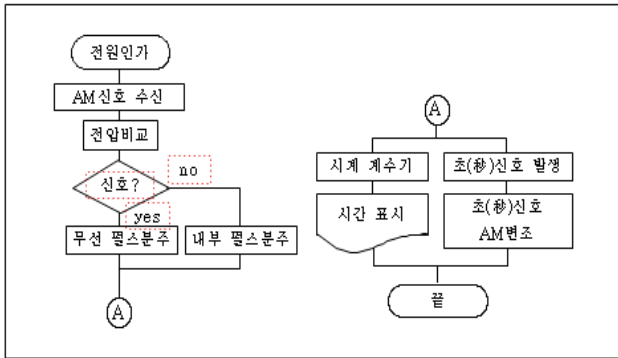 전원인가
AM신호 수신
전압비교
신호?
no
yes
무선 펄스분주
내부 펄스분주
A
A
시계 계수기
초(秒)신호 발생
시간 표시
초(秒)신호
AM변조
끝